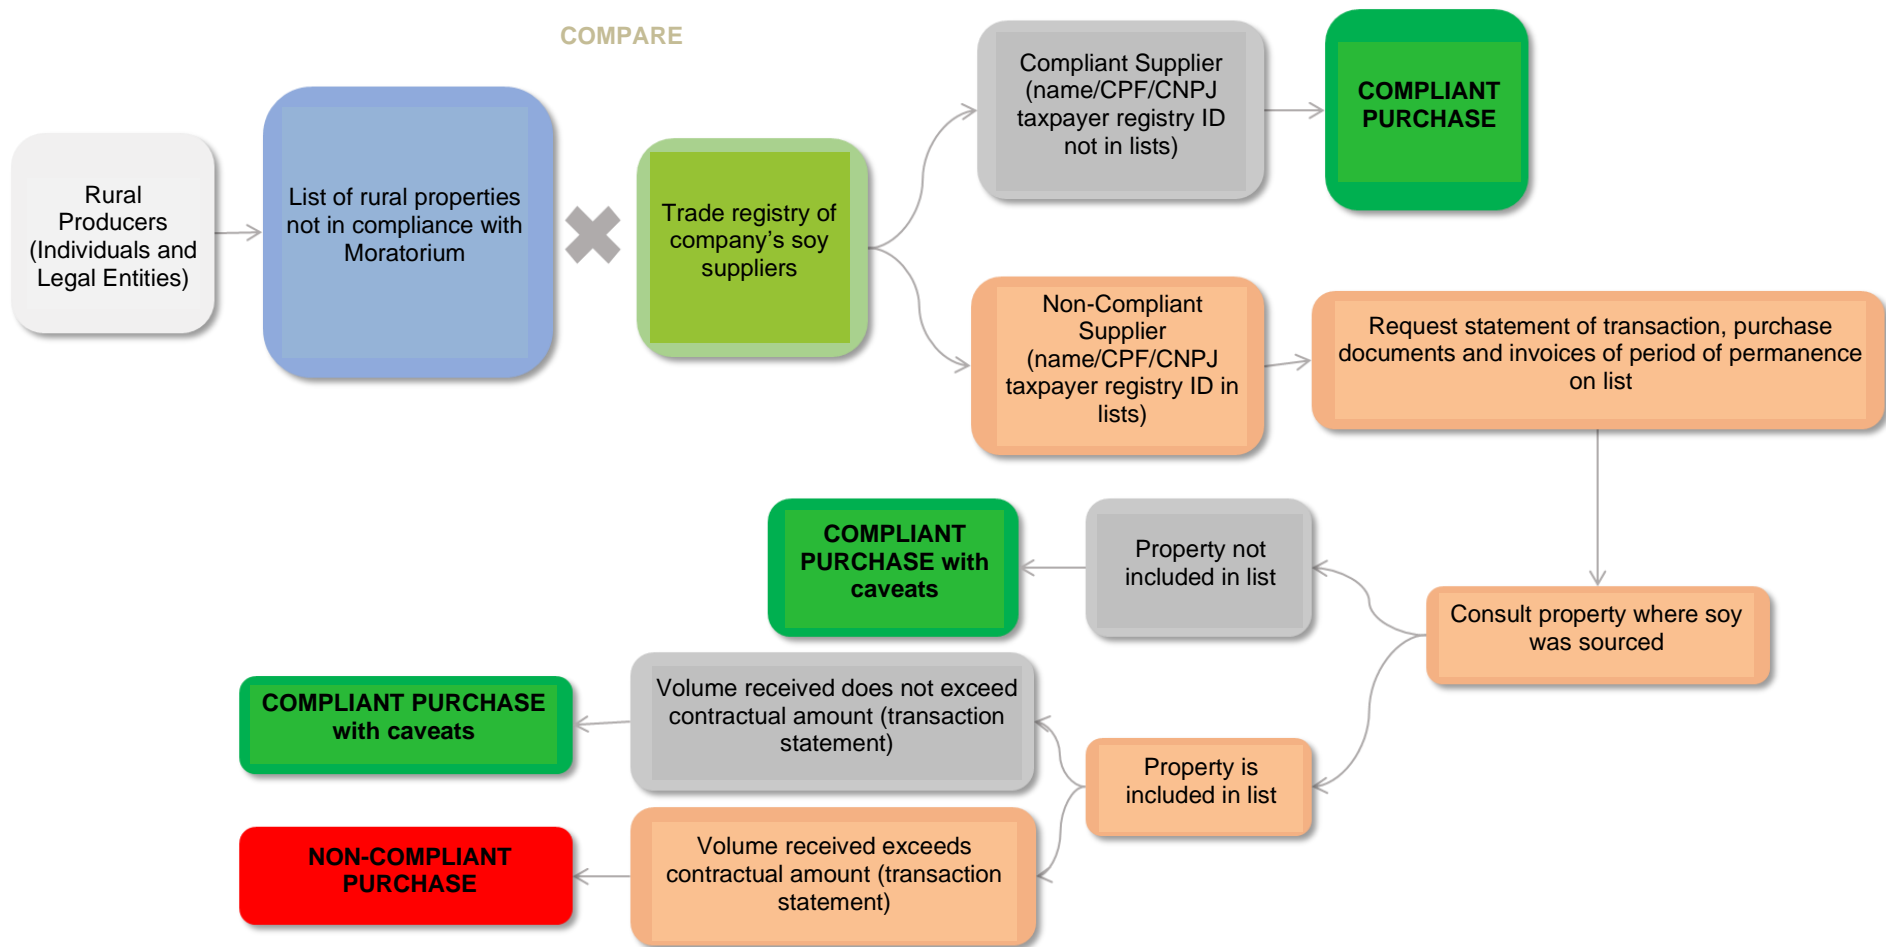 COMPARE
Rural
Producers
(Individuals and
Legal Entities)
List of rural properties
not in compliance with
Moratorium
Trade registry of
company’s soy
suppliers
Compliant Supplier
(name/CPF/CNPJ
taxpayer registry ID
not in lists)
COMPLIANT
PURCHASE
Non-Compliant
Supplier
(name/CPF/CNPJ
taxpayer registry ID in
lists)
Request statement of transaction, purchase
documents and invoices of period of permanence
on list
Consult property where soy
was sourced
Property not
included in list
COMPLIANT
PURCHASE with
caveats
Property is
included in list
Volume received does not exceed
contractual amount (transaction
statement)
COMPLIANT PURCHASE
with caveats
Volume received exceeds
contractual amount (transaction
statement)
NON-COMPLIANT
PURCHASE